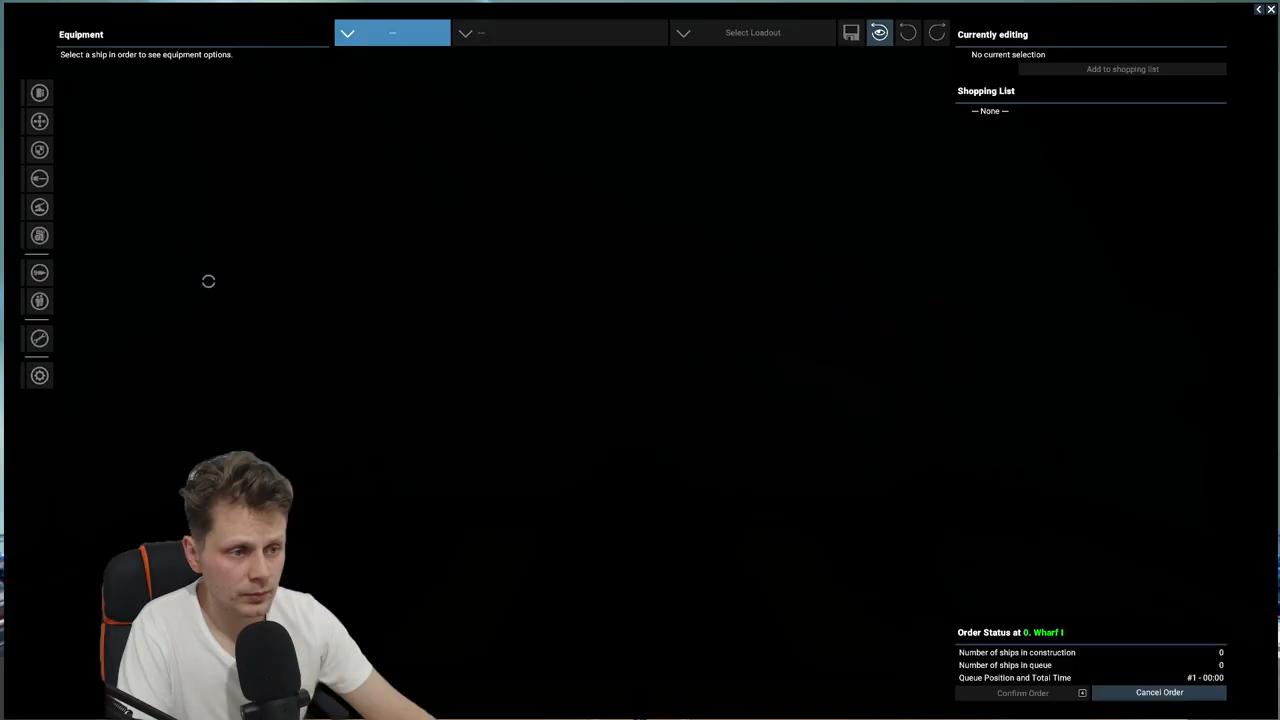 Equipment
Select a ship in order to see equipment options.
--
--
Select Loadout
Currently editing
No current selection
Add to shopping list
Shopping List
— None —
Order Status at 0. Wharf I
Number of ships in construction 0
Number of ships in queue 0
Queue Position and Total Time #1 - 00:00
Confirm Order
Cancel Order